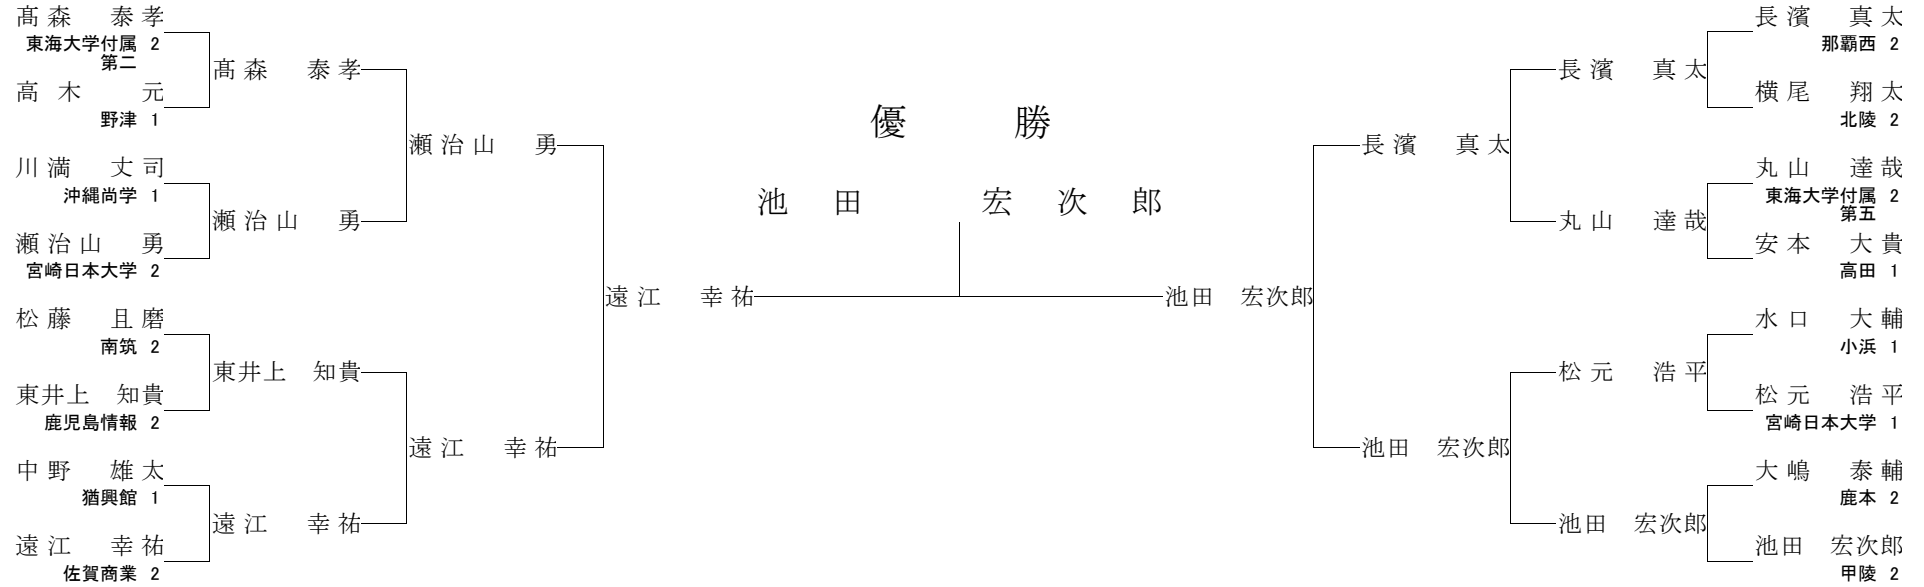 髙森 泰孝
東海大学付属 2
第二
高木 元
野津 1
川満 丈司
沖縄尚学 1
瀬治山 勇
宮崎日本大学 2
松藤 且磨
南筑 2
東井上 知貴
鹿児島情報 2
中野 雄太
猶興館 1
遠江 幸祐
佐賀商業 2
髙森 泰孝
瀬治山 勇
東井上 知貴
遠江 幸祐
瀬治山 勇
遠江 幸祐
遠江 幸祐
優勝
池田 宏次郎
池田 宏次郎
長濱 真太
池田 宏次郎
長濱 真太
丸山 達哉
松元 浩平
池田 宏次郎
長濱 真太
那覇西 2
横尾 翔太
北陵 2
丸山 達哉
東海大学付属 2
第五
安本 大貴
高田 1
水口 大輔
小浜 1
松元 浩平
宮崎日本大学 1
大嶋 泰輔
鹿本 2
池田 宏次郎
甲陵 2